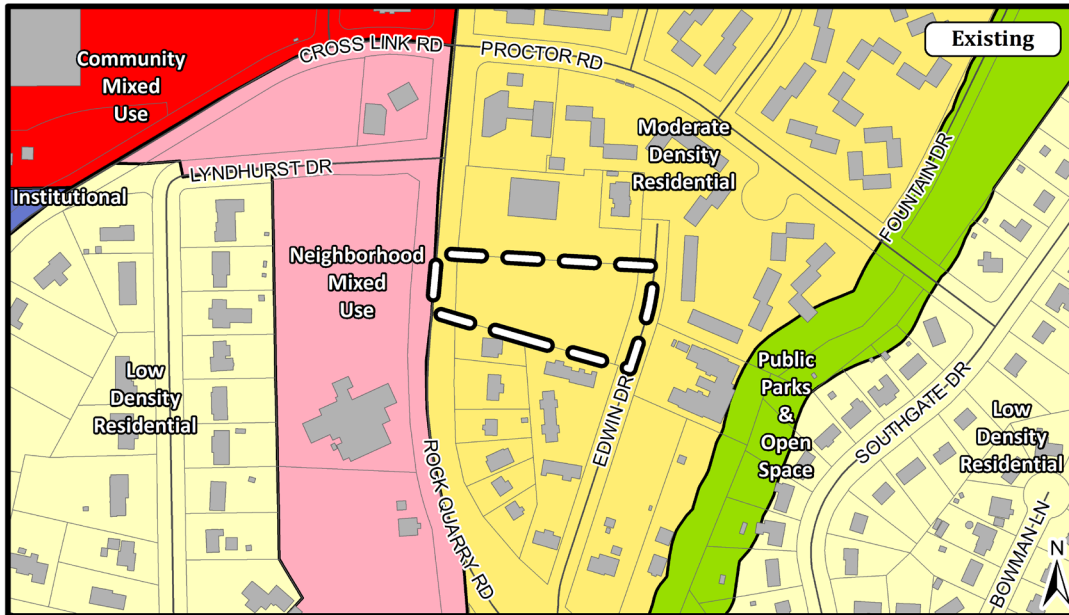 Existing
Community
Mixed
Use
CROSS LINK RD
PROCTOR RD
Moderate
Density
Residential
FOUNTAIN DR
LYNDHURST DR
Institutional
Neighborhood
Mixed
Use
Low
Density
Residential
Public
Parks
&
Open
Space
EDWIN DR
SOUTHGATE DR
Low
Density
Residential
ROCK QUARRY RD
BOWMAN LN
N